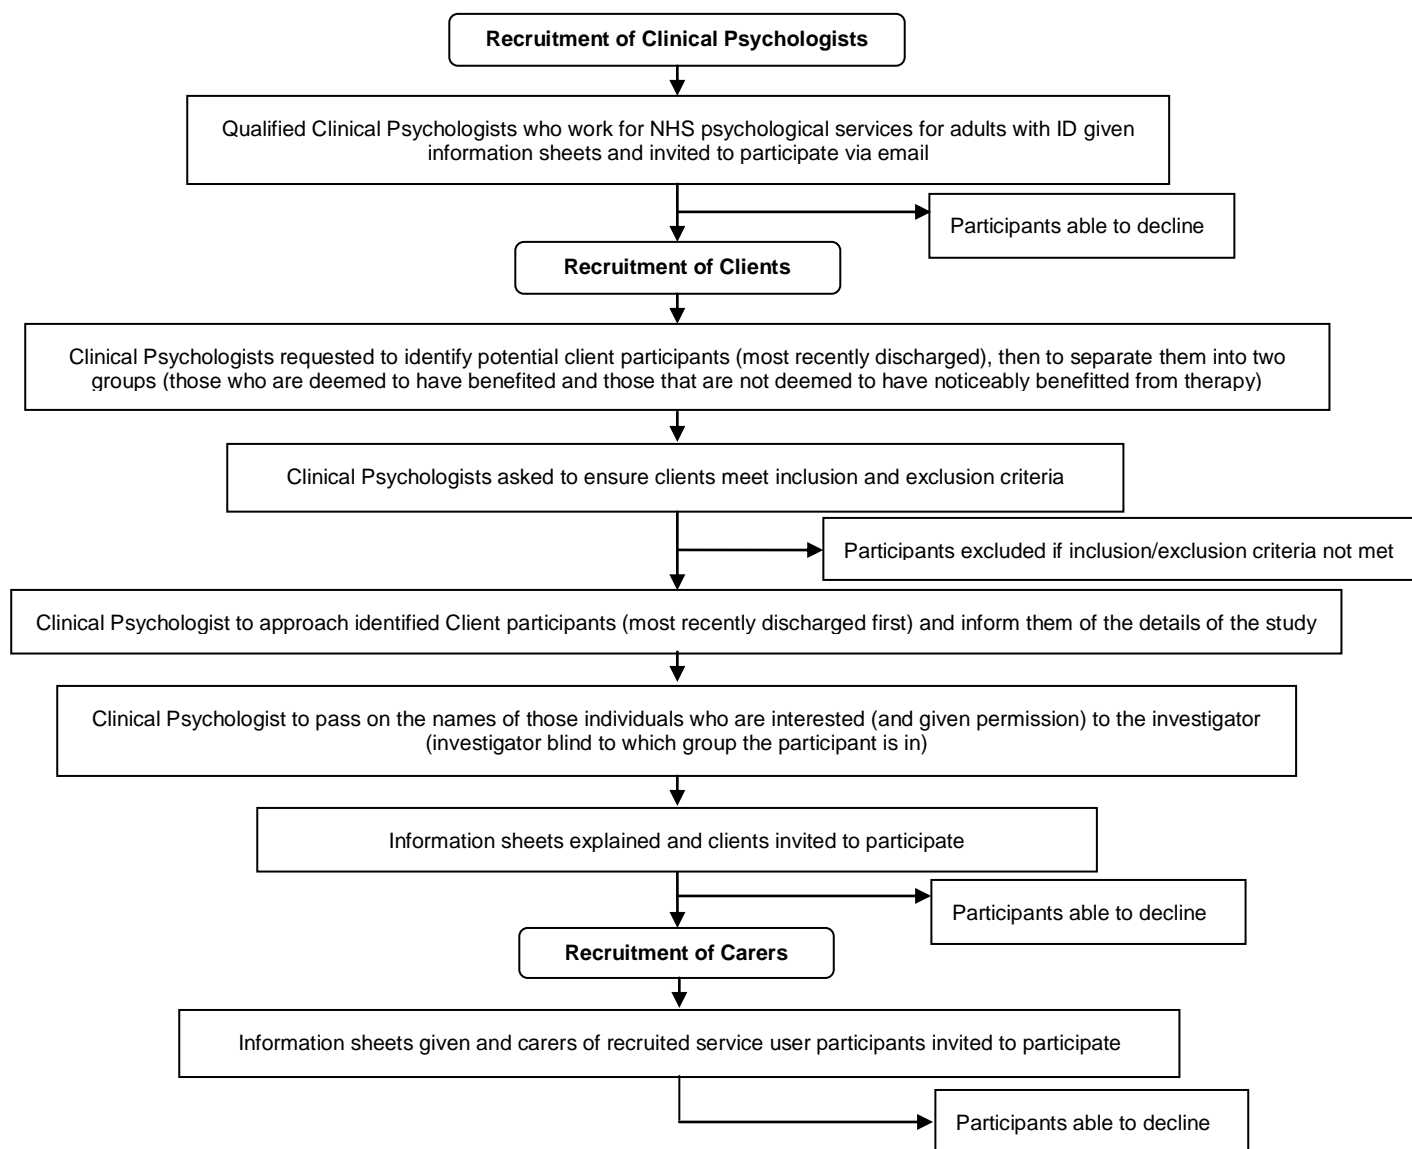 Recruitment of Clinical Psychologists
Qualified Clinical Psychologists who work for NHS psychological services for adults with ID given
information sheets and invited to participate via email
Participants able to decline
Recruitment of Clients
Clinical Psychologists requested to identify potential client participants (most recently discharged), then to separate them into two
groups (those who are deemed to have benefited and those that are not deemed to have noticeably benefitted from therapy)
Clinical Psychologists asked to ensure clients meet inclusion and exclusion criteria
Participants excluded if inclusion/exclusion criteria not met
Clinical Psychologist to approach identified Client participants (most recently discharged first) and inform them of the details of the study
Clinical Psychologist to pass on the names of those individuals who are interested (and given permission) to the investigator
(investigator blind to which group the participant is in)
Information sheets explained and clients invited to participate
Participants able to decline
Recruitment of Carers
Information sheets given and carers of recruited service user participants invited to participate
Participants able to decline